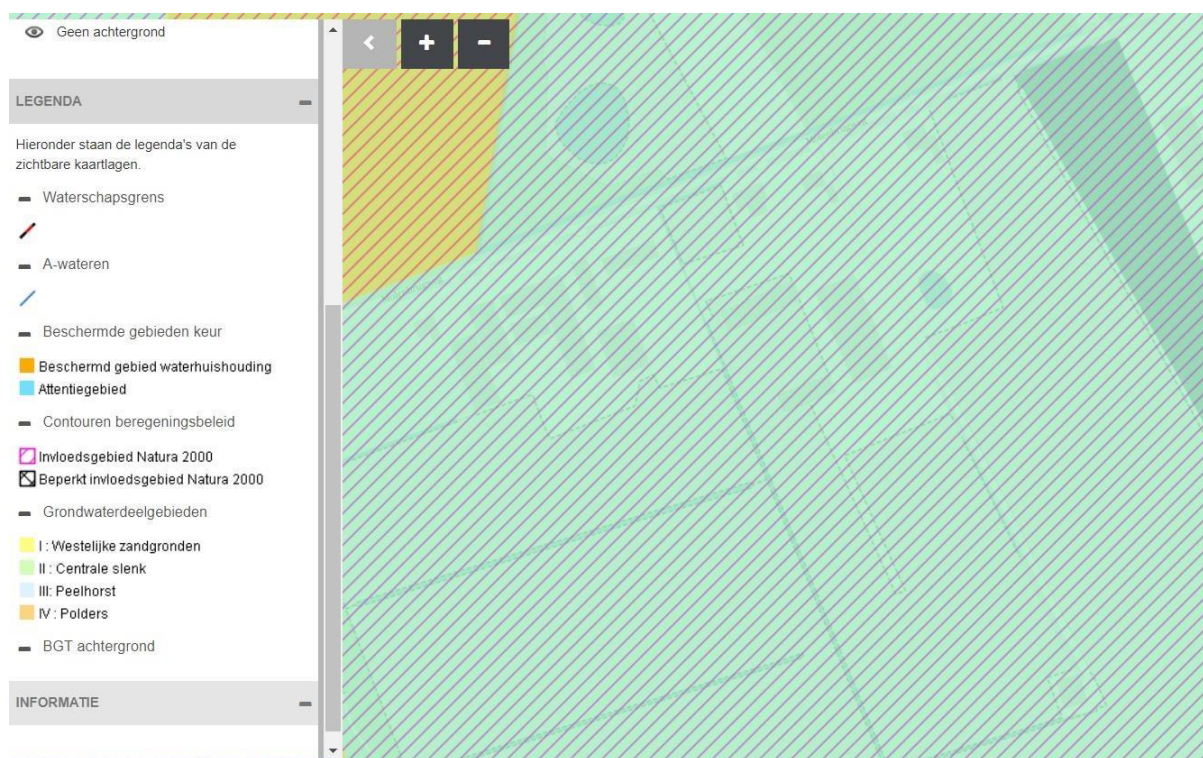 Geen achtergrond
LEGENDA
Hieronder staan de legenda's van de
zichtbare kaartlagen.
Waterschapsgrens
A-wateren
Beschermde gebieden keur
Beschermd gebied waterhuishouding
Attentiegebied
Contouren beregeningsbeleid
Invloedsgebied Natura 2000
Beperkt invloedsgebied Natura 2000
Grondwaterdeelgebieden
I : Westelijke zandgronden
II : Centrale slenk
III: Peelhorst
IV : Polders
BGT achtergrond
INFORMATIE